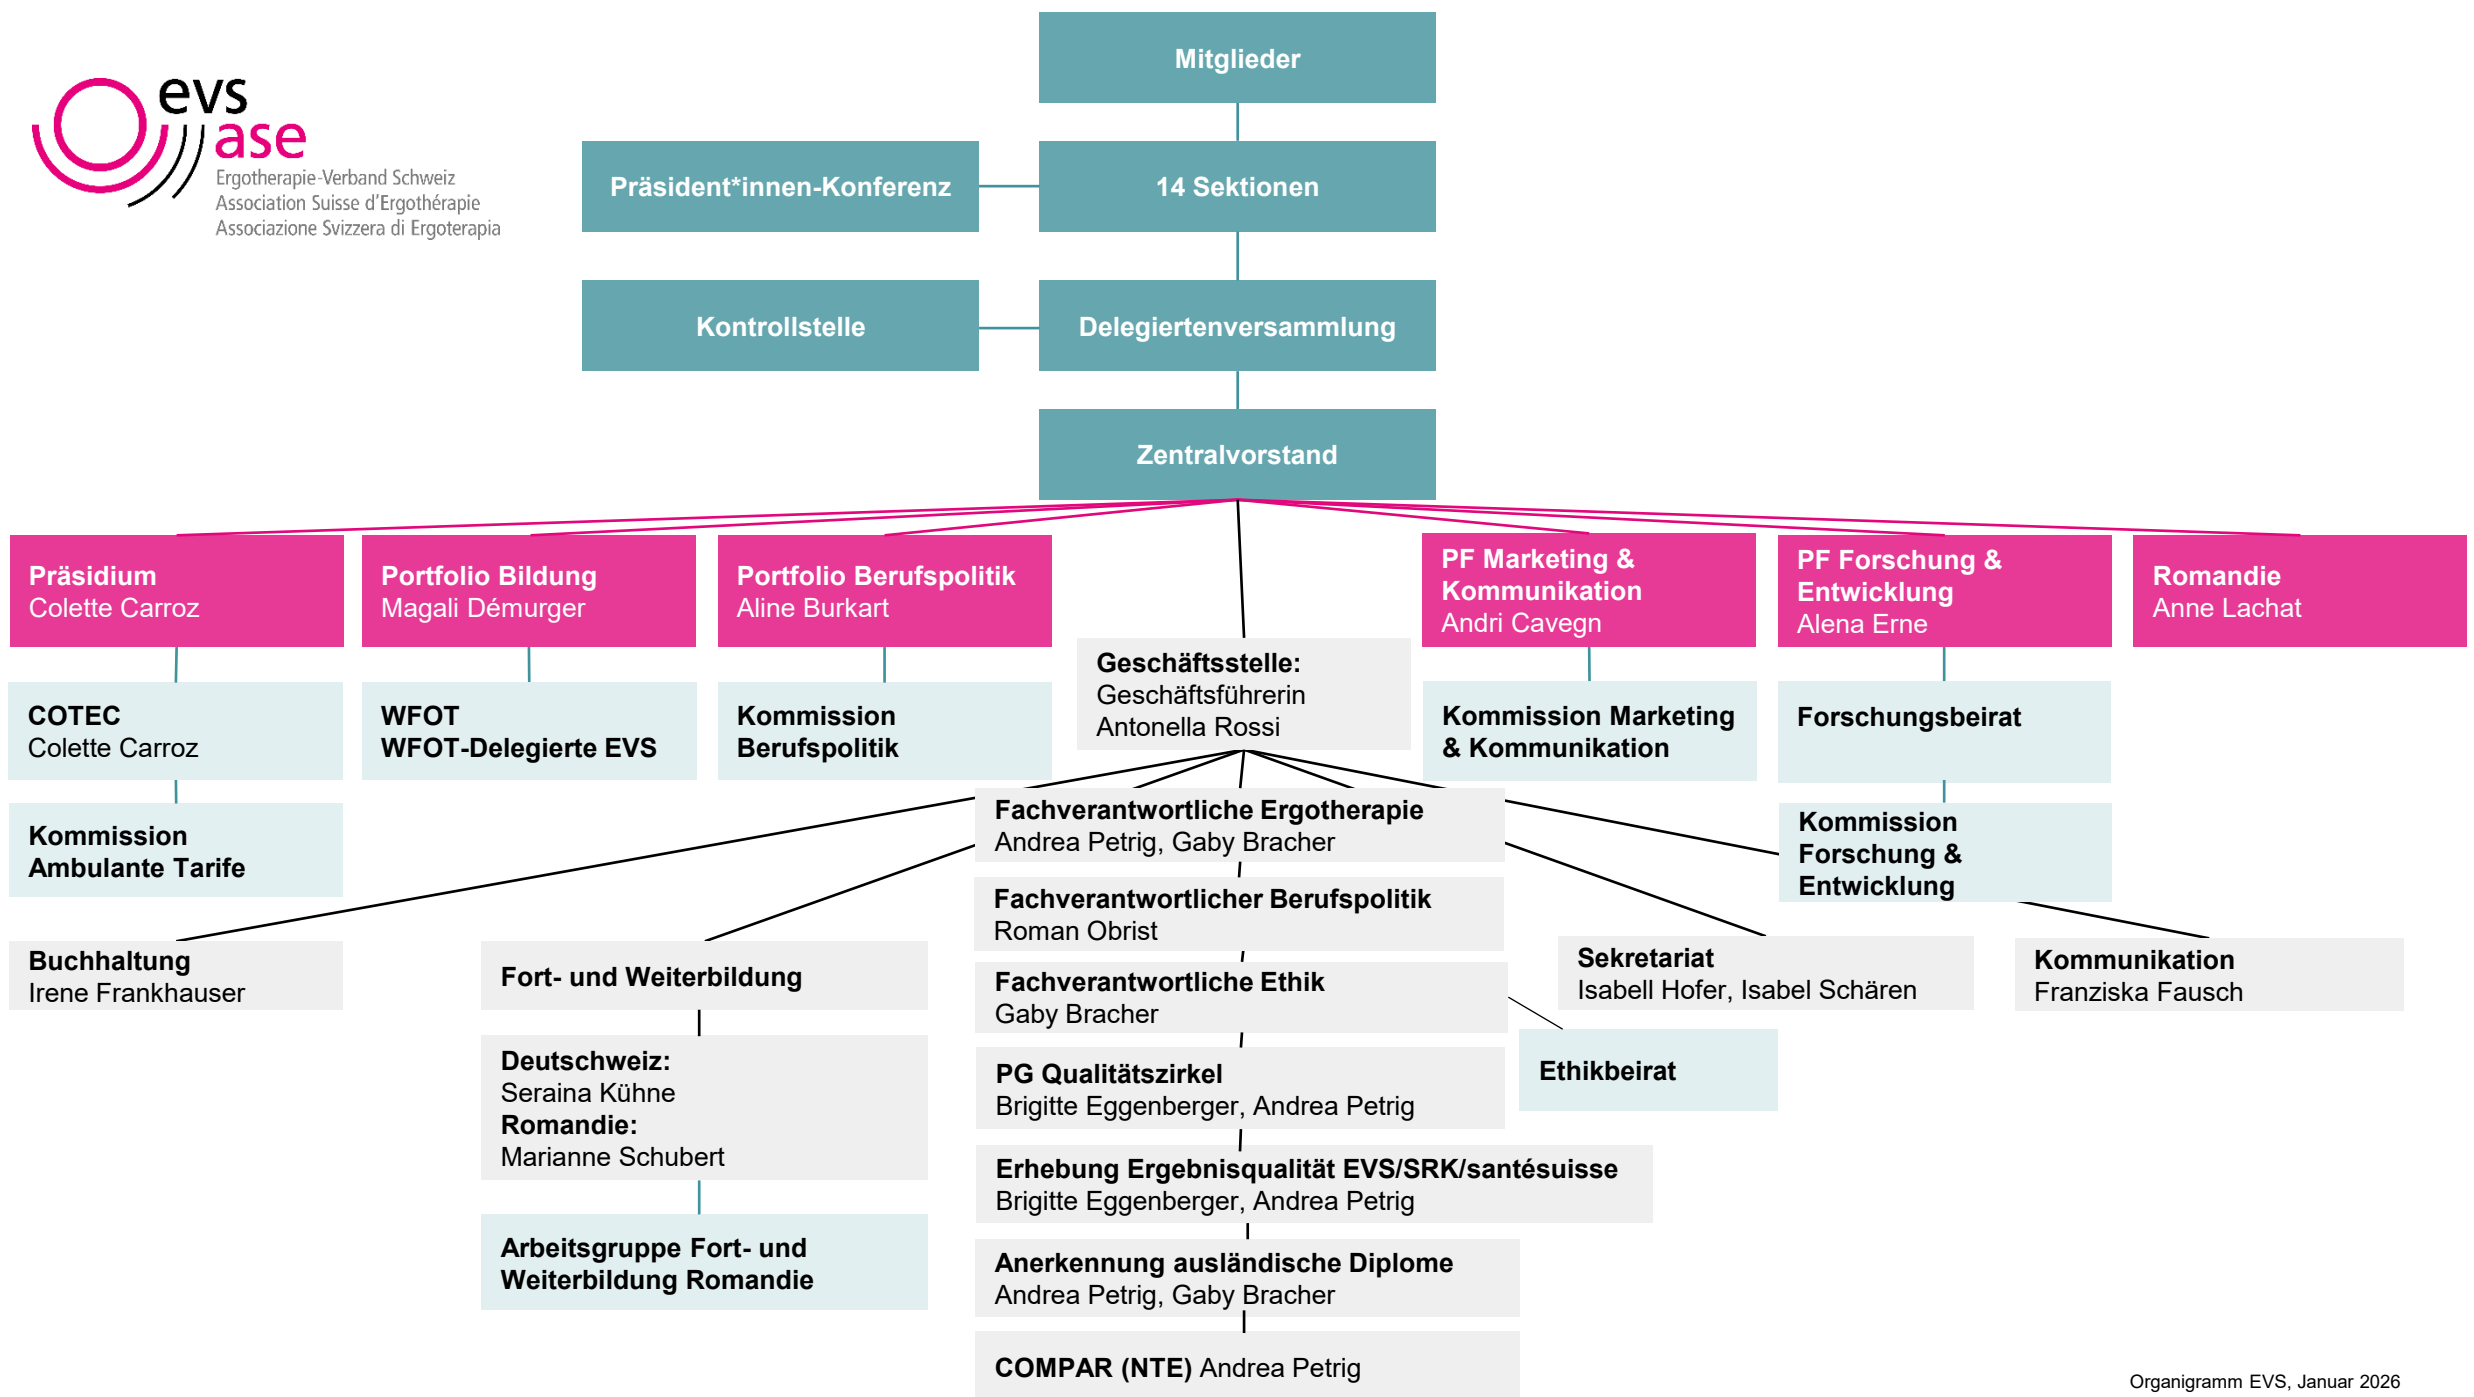 evs
ase
Ergotherapie-Verband Schweiz
Association Suisse d'Ergothérapie
Associazione Svizzera di Ergoterapia
Mitglieder
Präsident*innen-Konferenz
14 Sektionen
Kontrollstelle
Delegiertenversammlung
Zentralvorstand
Präsidium
Colette Carroz
Portfolio Bildung
Magali Démurger
Portfolio Berufspolitik
Aline Burkart
PF Marketing &
Kommunikation
Andri Cavegn
PF Forschung &
Entwicklung
Alena Erne
Romandie
Anne Lachat
Geschäftsstelle:
Geschäftsführerin
Antonella Rossi
COTEC
Colette Carroz
WFOT
WFOT-Delegierte EVS
Kommission
Berufspolitik
Kommission Marketing
& Kommunikation
Forschungsbeirat
Kommission
Ambulante Tarife
Kommission
Forschung &
Entwicklung
Fachverantwortliche Ergotherapie
Andrea Petrig, Gaby Bracher
Fachverantwortlicher Berufspolitik
Roman Obrist
Buchhaltung
Irene Frankhauser
Fort- und Weiterbildung
Fachverantwortliche Ethik
Gaby Bracher
Sekretariat
Isabell Hofer, Isabel Schären
Kommunikation
Franziska Fausch
Deutschweiz:
Seraina Kühne
Romandie:
Marianne Schubert
PG Qualitätszirkel
Brigitte Eggenberger, Andrea Petrig
Ethikbeirat
Erhebung Ergebnisqualität EVS/SRK/santésuisse
Brigitte Eggenberger, Andrea Petrig
Arbeitsgruppe Fort- und
Weiterbildung Romandie
Anerkennung ausländische Diplome
Andrea Petrig, Gaby Bracher
COMPAR (NTE) Andrea Petrig
Organigramm EVS, Januar 2026